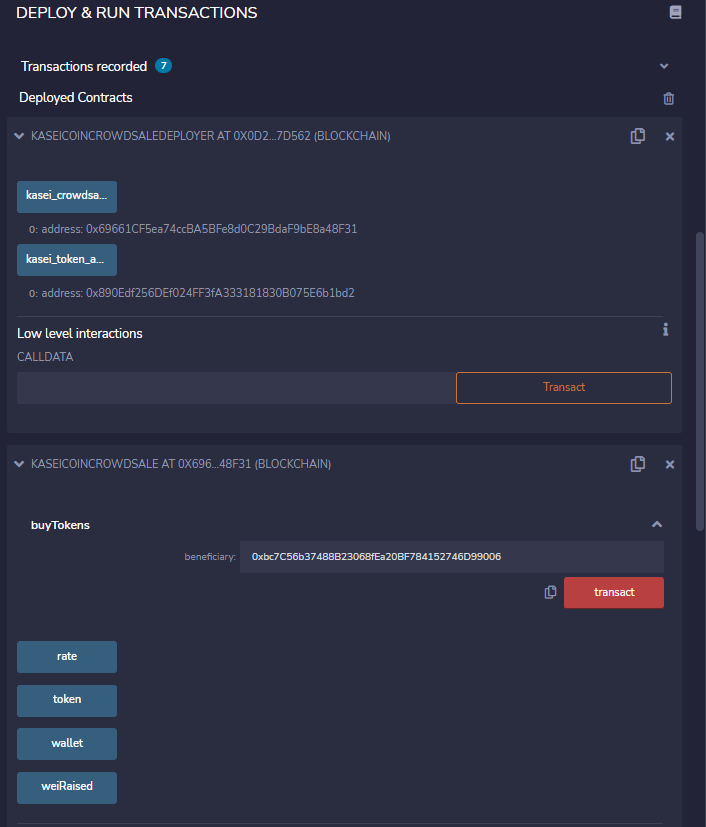 DEPLOY & RUN TRANSACTIONS
Transactions recorded 7
Deployed Contracts
KASEICOINCROWDSALEDEPLOYER AT 0X0D2...7D562 (BLOCKCHAIN)
kasei_crowdsa...
0: address: 0x69661CF5ea74ccBA5BFe8d0C29BdaF9bE8a48F31
kasei_token_a...
0: address: 0x890Edf256DEf024FF3fA333181830B075E6b1bd2
Low level interactions
CALLDATA
Transact
KASEICOINCROWDSALE AT 0X696...48F31 (BLOCKCHAIN)
buyTokens
beneficiary: 0xbc7C56b37488B23068fEa20BF784152746D99006
transact
rate
token
wallet
weiRaised